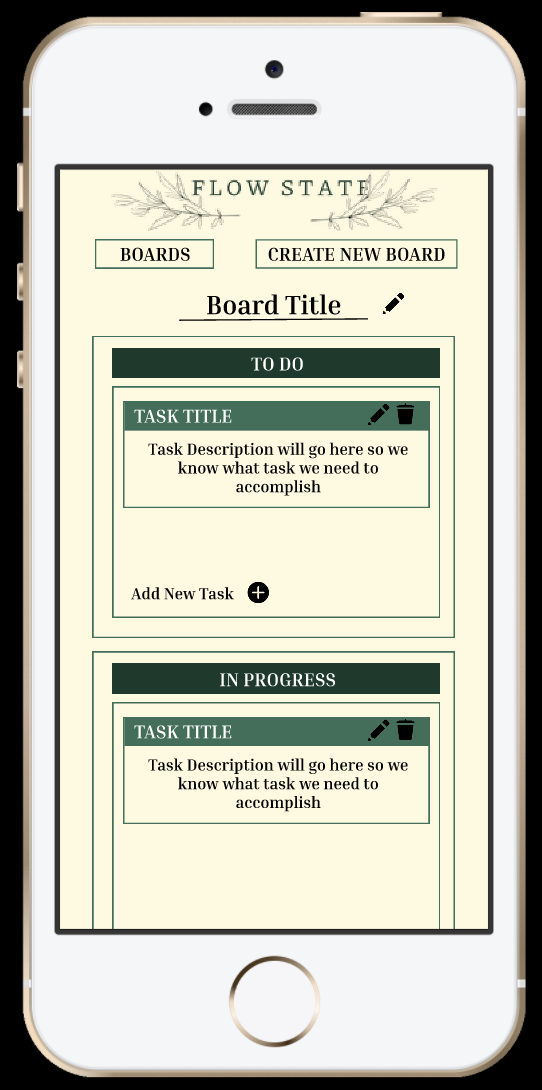 FLOW STATE
BOARDS
CREATE NEW BOARD
Board Title
TO DO
TASK TITLE
Task Description will go here so we
know what task we need to
accomplish
Add New Task
IN PROGRESS
TASK TITLE
Task Description will go here so we
know what task we need to
accomplish